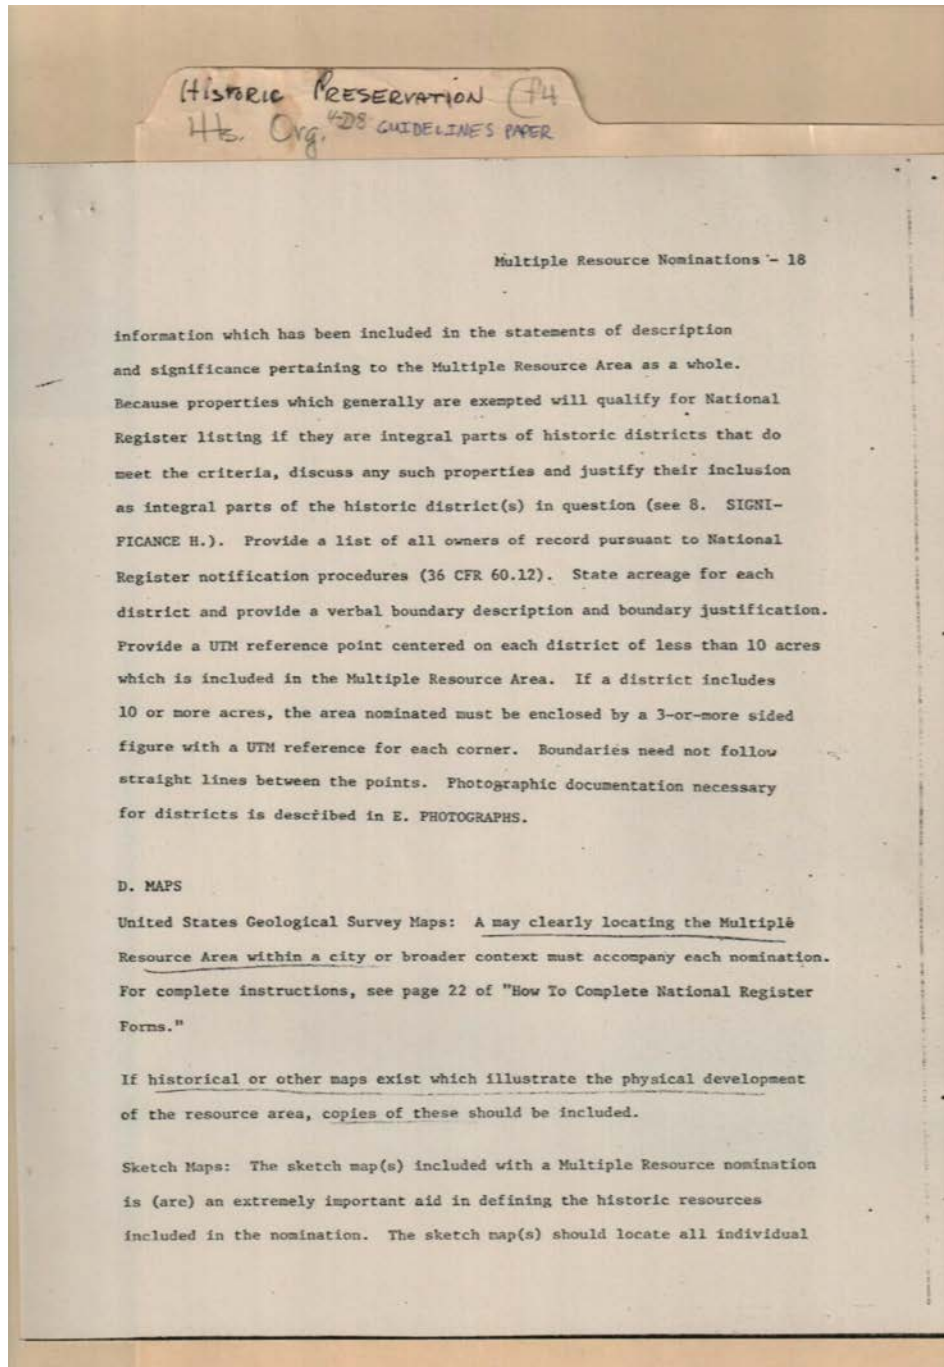 Historic Preservation
Hs. Org. GUIDELINES PAPER
Multiple Resource Nominations - 18
information which has been included in the statements of description
and significance pertaining to the Multiple Resource Area as a whole.
Because properties which generally are exempted will qualify for National
Register listing if they are integral parts of historic districts that do
meet the criteria, discuss any such properties and justify their inclusion
as integral parts of the historic district(s) in question (see 8. SIGNI-
FICANCE H.). Provide a list of all owners of record pursuant to National
Register notification procedures (36 CFR 60.12). State acreage for each
district and provide a verbal boundary description and boundary justification.
Provide a UTM reference point centered on each district of less than 10 acres
which is included in the Multiple Resource Area. If a district includes
10 or more acres, the area nominated must be enclosed by a 3-or-more sided
figure with a UTM reference for each corner. Boundaries need not follow
straight lines between the points. Photographic documentation necessary
for districts is described in E. PHOTOGRAPHS.
D. MAPS
United States Geological Survey Maps: A may clearly locating the Multiple
Resource Area within a city or broader context must accompany each nomination.
For complete instructions, see page 22 of "How To Complete National Register
Forms."
If historical or other maps exist which illustrate the physical development
of the resource area, copies of these should be included.
Sketch Maps: The sketch map(s) included with a Multiple Resource nomination
is (are) an extremely important aid in defining the historic resources
included in the nomination. The sketch map(s) should locate all individual